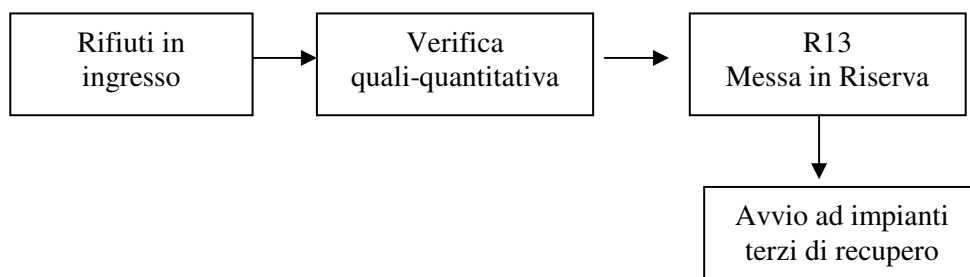 Rifiuti in
ingresso
Verifica
quali-quantitativa
R13
Messa in Riserva
Avvio ad impianti
terzi di recupero